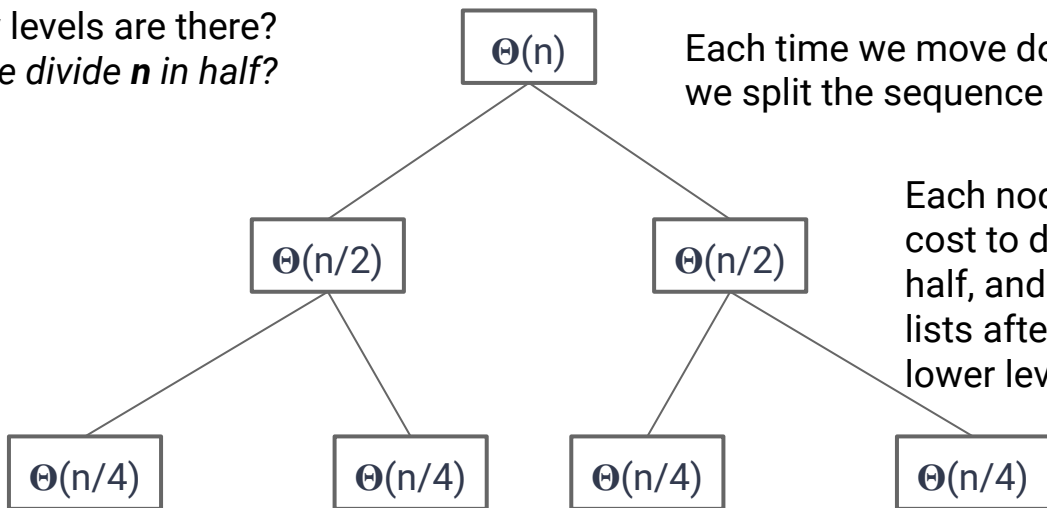 levels are there?
e divide n in half?
Θ(n)
Each time we move do
we split the sequence
Each nod
cost to d
half, and
lists afte
lower lev
Θ(n/2)
Θ(n/2)
Θ(n/4)
Θ(n/4)
Θ(n/4)
Θ(n/4)